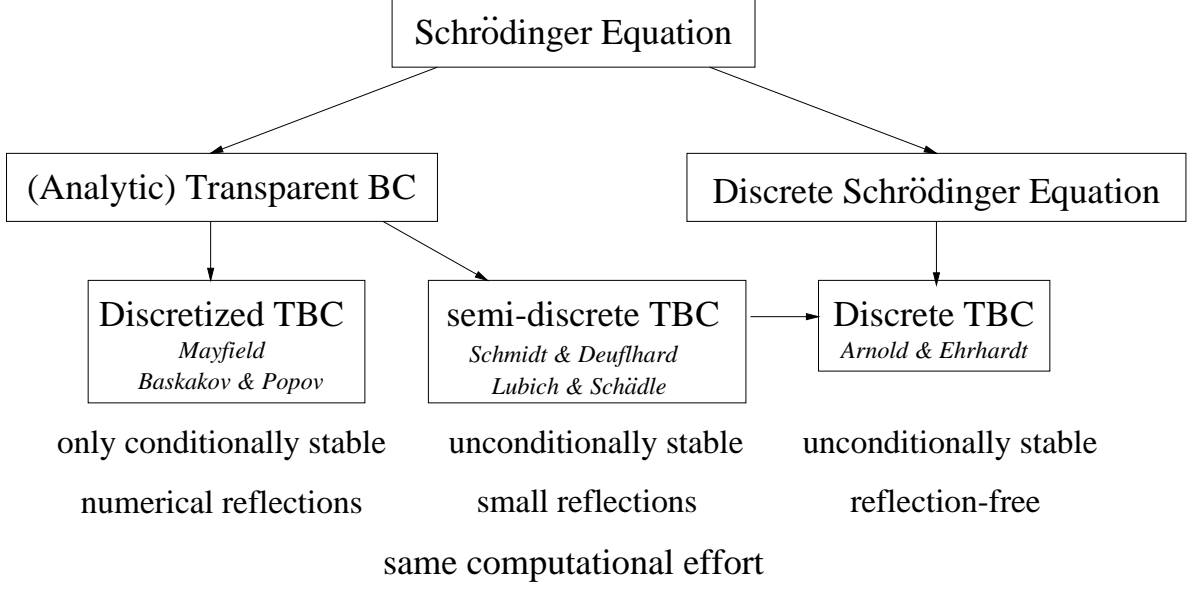 Schrödinger Equation
(Analytic) Transparent BC
Discrete Schrödinger Equation
Discretized TBC
Mayfield
Baskakov & Popov
semi-discrete TBC
Schmidt & Deuflhard
Lubich & Schädle
Discrete TBC
Arnold & Ehrhardt
only conditionally stable
unconditionally stable
unconditionally stable
numerical reflections
small reflections
reflection-free
same computational effort